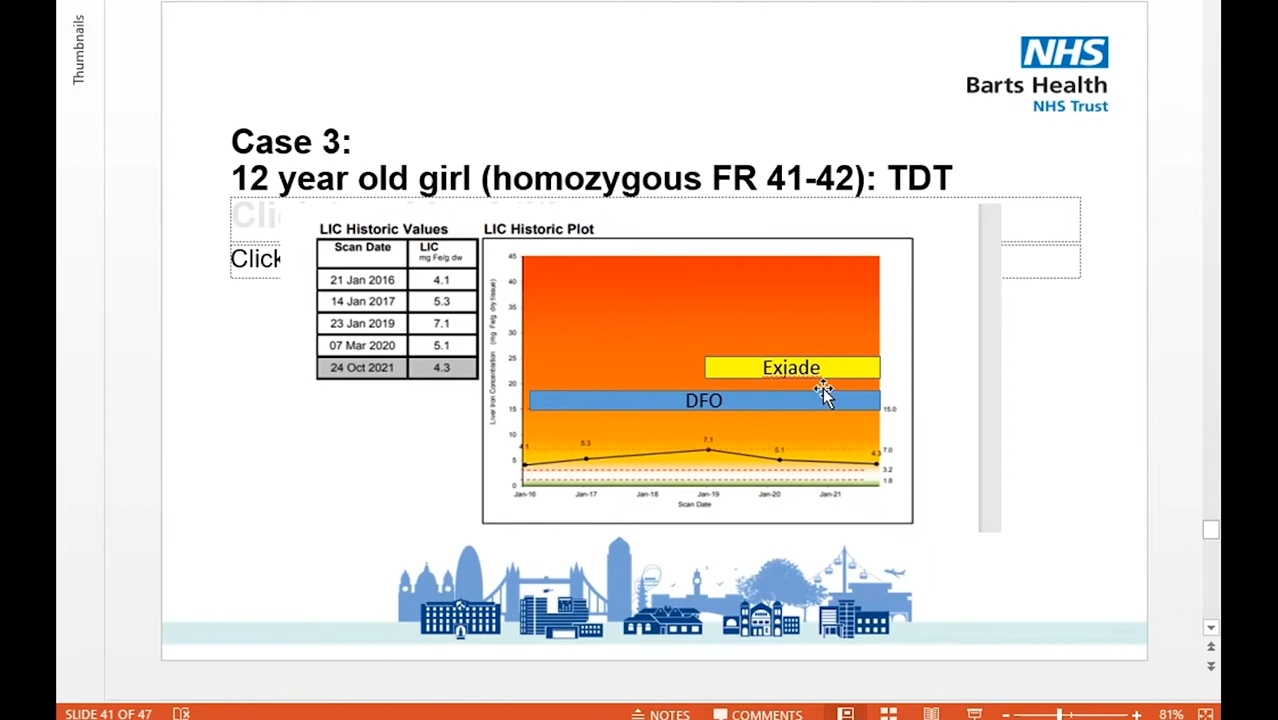 Thumbnails
NHS
Barts Health
NHS Trust
Case 3:
12 year old girl (homozygous FR 41-42): TDT
Click
LIC Historic Values
Scan Date LIC
mg Fe/g dw
21 Jan 2016 4.1
14 Jan 2017 5.3
23 Jan 2019 7.1
07 Mar 2020 5.1
24 Oct 2021 4.3
LIC Historic Plot
Liver Iron Concentration (mg Fe/g dry tissue)
45
40
35
30
25
20
15
10
5
0
Exjade
DFO
4.1
5.3
7.1
5.1
4.3
15.0
7.0
3.2
1.8
Jan-16 Jan-17 Jan-18 Jan-19 Jan-20 Jan-21
Scan Date
SLIDE 41 OF 47
NOTES
COMMENTS
81%